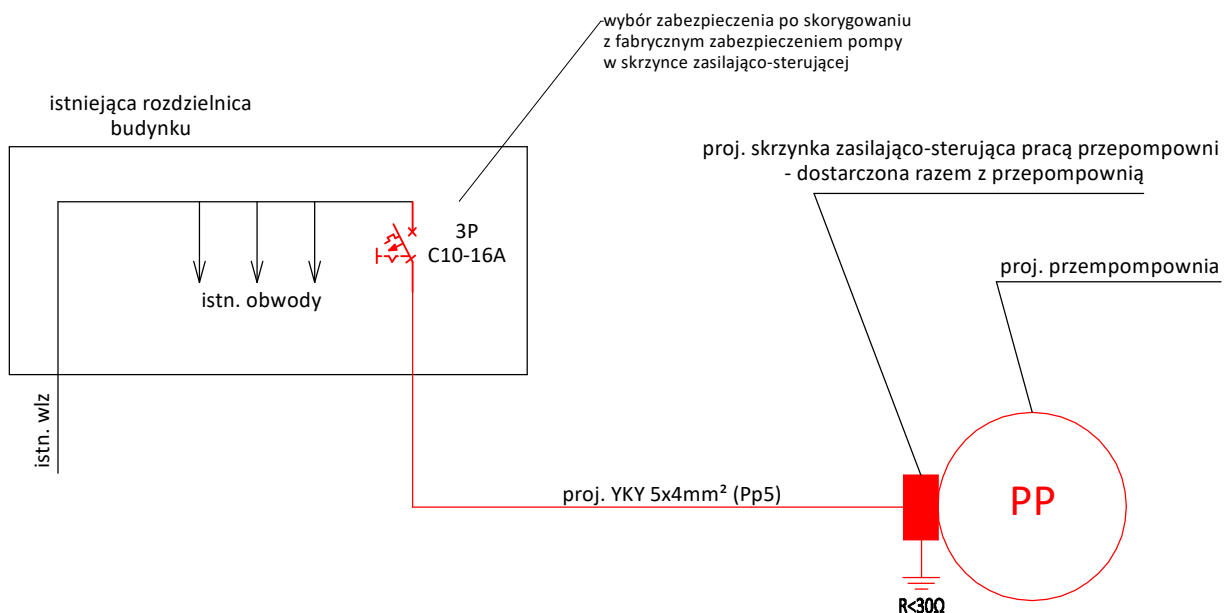 wybór zabezpieczenia po skorygowaniu
z fabrycznym zabezpieczeniem pompy
w skrzynce zasilająco-sterującej
istniejąca rozdzielnica
budynku
proj. skrzynka zasilająco-sterująca pracą przepompowni
- dostarczona razem z przepompownią
3P
C10-16A
proj. przempompownia
istn. obwody
istn. wlz
proj. YKY 5x4mm² (Pp5)
PP
R<30Ω